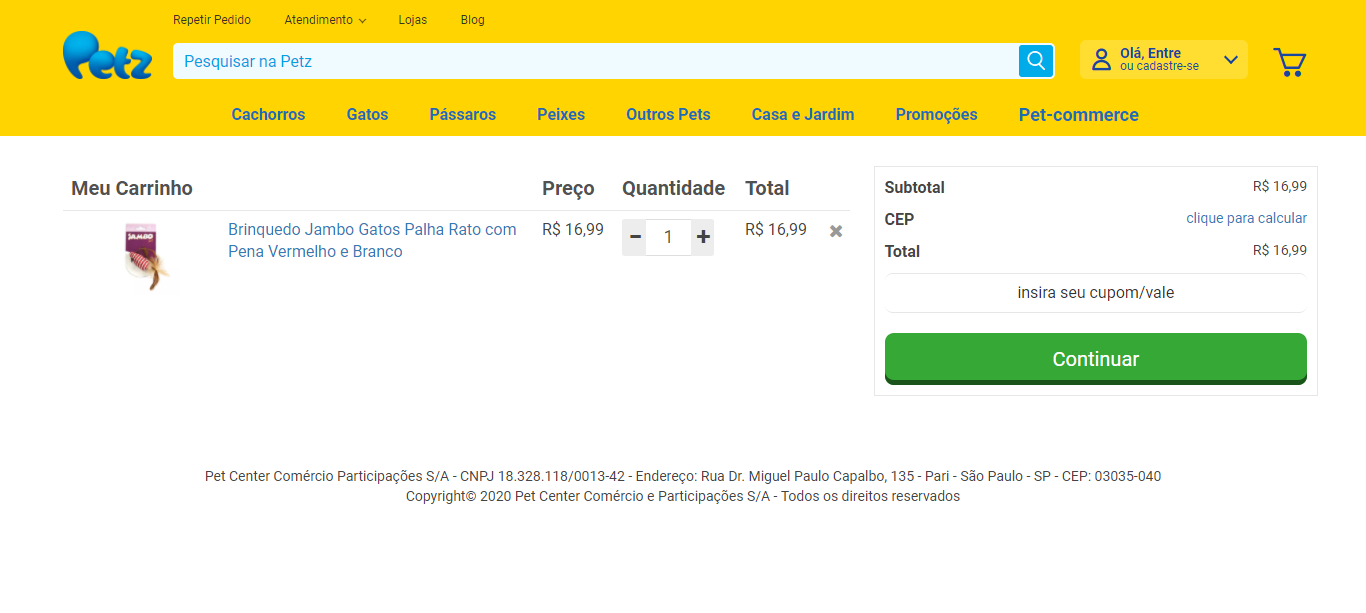 Repetir Pedido Atendimento Lojas Blog
Petz
Pesquisar na Petz
Olá, Entre
ou cadastre-se
Cachorros Gatos Pássaros Peixes Outros Pets Casa e Jardim Promoções Pet-commerce
Meu Carrinho Preço Quantidade Total
JAMBO
Brinquedo Jambo Gatos Palha Rato com
Pena Vermelho e Branco
R$ 16,99 1 R$ 16,99
Subtotal R$ 16,99
CEP clique para calcular
Total R$ 16,99
insira seu cupom/vale
Continuar
Pet Center Comércio Participações S/A - CNPJ 18.328.118/0013-42 - Endereço: Rua Dr. Miguel Paulo Capalbo, 135 - Pari - São Paulo - SP - CEP: 03035-040
Copyright© 2020 Pet Center Comércio e Participações S/A - Todos os direitos reservados